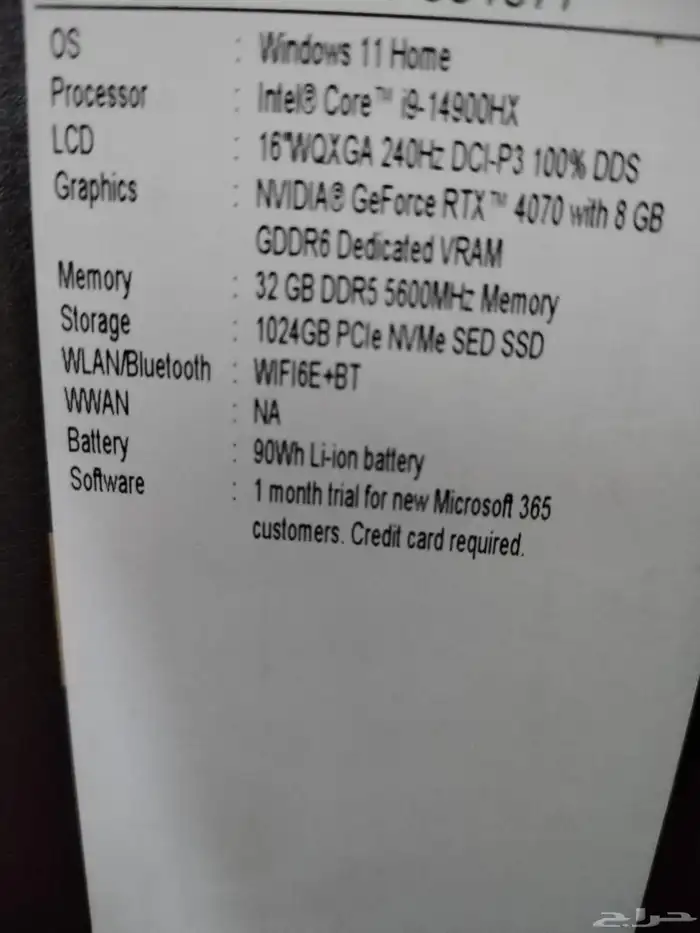 OS : Windows 11 Home
Processor : Intel® Core™ i9-14900HX
LCD : 16"WQXGA 240Hz DCI-P3 100% DDS
Graphics : NVIDIA® GeForce RTX™ 4070 with 8 GB
GDDR6 Dedicated VRAM
Memory : 32 GB DDR5 5600MHz Memory
Storage : 1024GB PCIe NVMe SED SSD
WLAN/Bluetooth : WIFI6E+BT
WWAN : NA
Battery : 90Wh Li-ion battery
Software : 1 month trial for new Microsoft 365
customers. Credit card required.
حراج